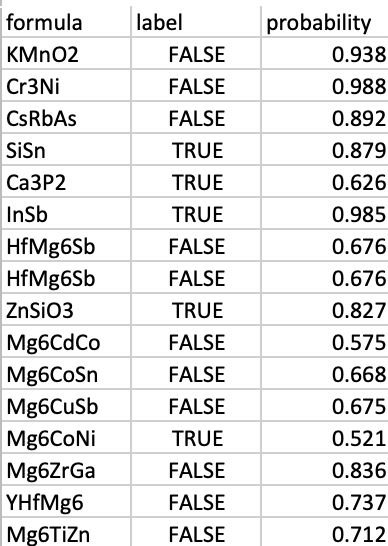 formula label probability
KMnO2 FALSE 0.938
Cr3Ni FALSE 0.988
CsRbAs FALSE 0.892
SiSn TRUE 0.879
Ca3P2 TRUE 0.626
InSb TRUE 0.985
HfMg6Sb FALSE 0.676
HfMg6Sb FALSE 0.676
ZnSiO3 TRUE 0.827
Mg6CdCo FALSE 0.575
Mg6CoSn FALSE 0.668
Mg6CuSb FALSE 0.675
Mg6CoNi TRUE 0.521
Mg6ZrGa FALSE 0.836
YHfMg6 FALSE 0.737
Mg6TiZn FALSE 0.712